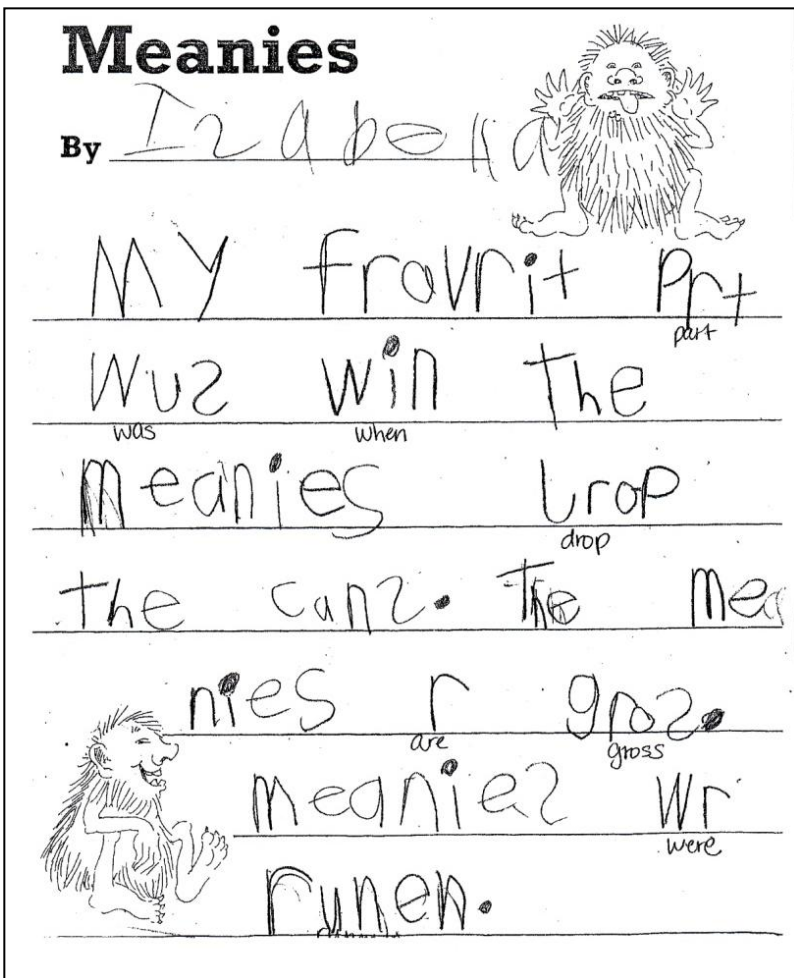 Meanies
By Izabella
My fravrit prt
part
wuz win the
was when
meanies trop
drop
the canz. The mea
nies r groz.
are gross
meaniez wr
were
runen.